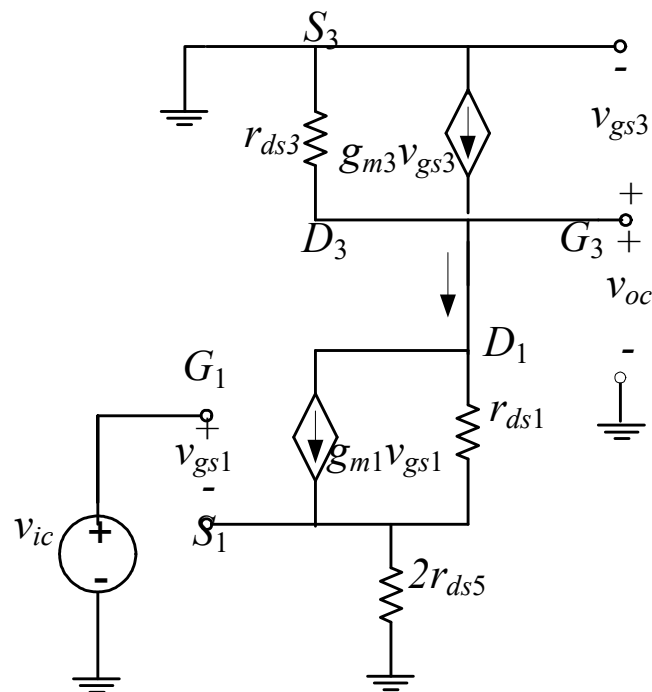 S3
-
rds3
gm3vgs3
vgs3
+
D3
G3
+
voc
D1
-
G1
+
vgs1
gm1vgs1
rds1
-
S1
vic
+
-
2rds5